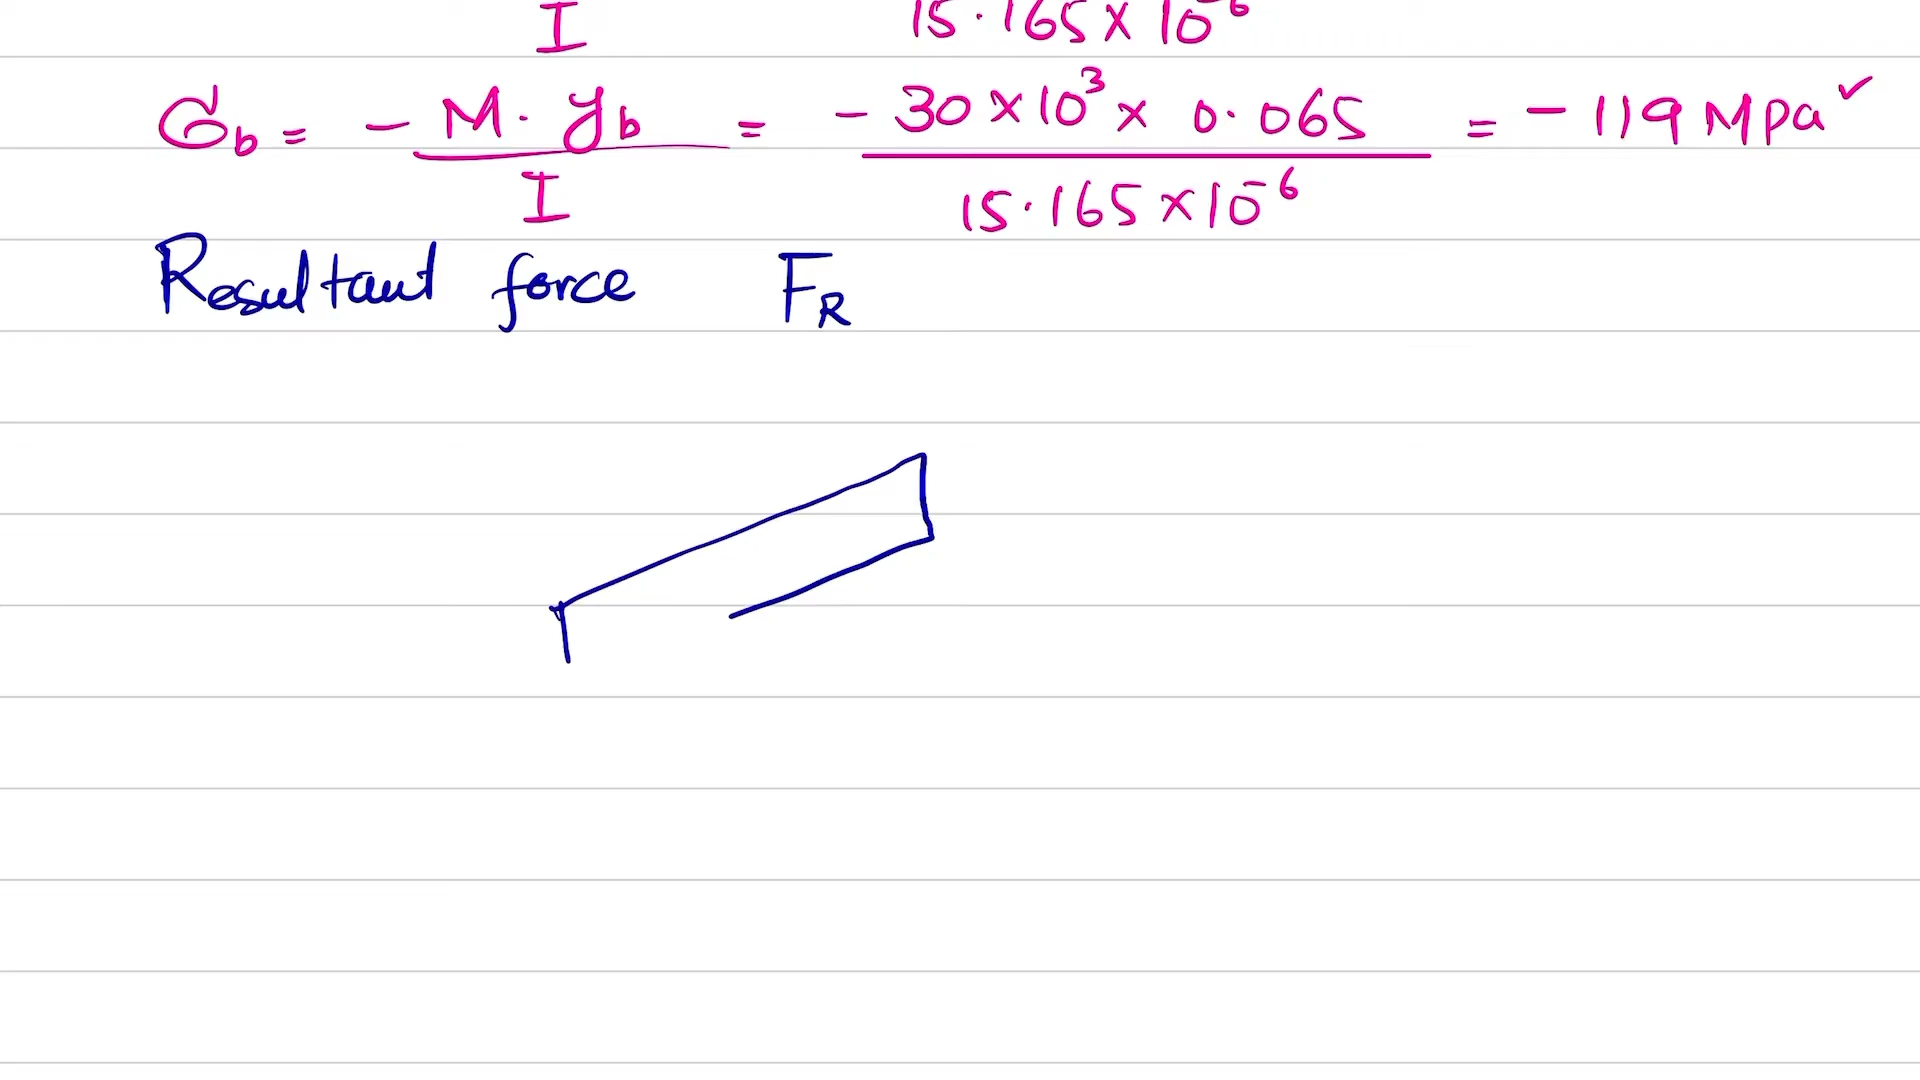 I 15.165×10⁻⁶
σb = - M. yb / I = - 30×10³ × 0.065 / 15.165×10⁻⁶ = - 119 MPa ✓
Resultant force FR